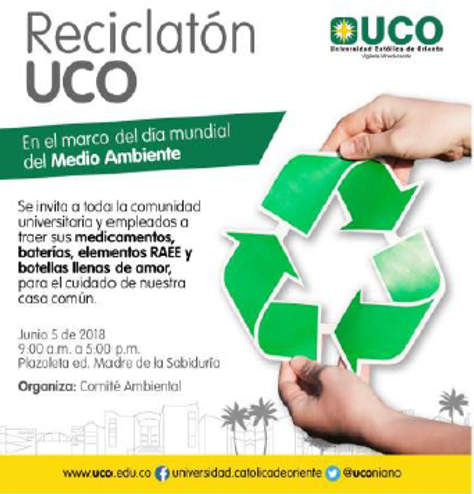 Reciclatón
UCO
UCO
Universidad Católica de Oriente
En el marco del día mundial
del Medio Ambiente
Se invita a toda la comunidad
universitaria y empleados a
traer sus medicamentos,
baterías, elementos RAEE y
botellas llenas de amor,
para el cuidado de nuestra
casa común.
Junio 5 de 2018
9:00 a.m. a 5:00 p.m.
Plazoleta ed. Madre de la Sabiduría
Organiza: Comité Ambiental
www.uco.edu.co universidad.catolicadeoriente @uconiano